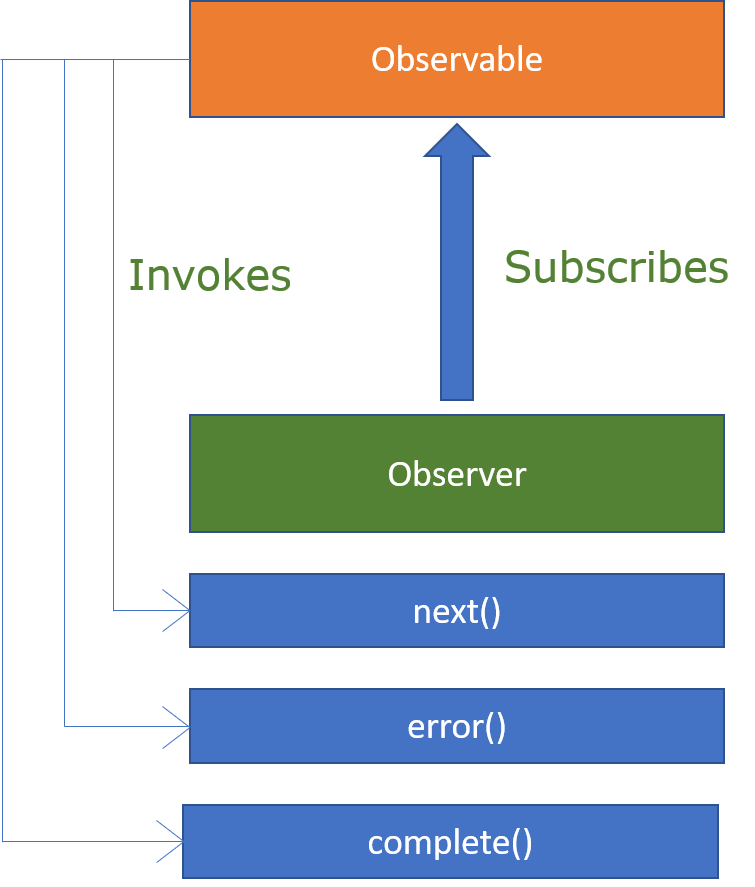 Observable
Invokes
Subscribes
Observer
next()
error()
complete()